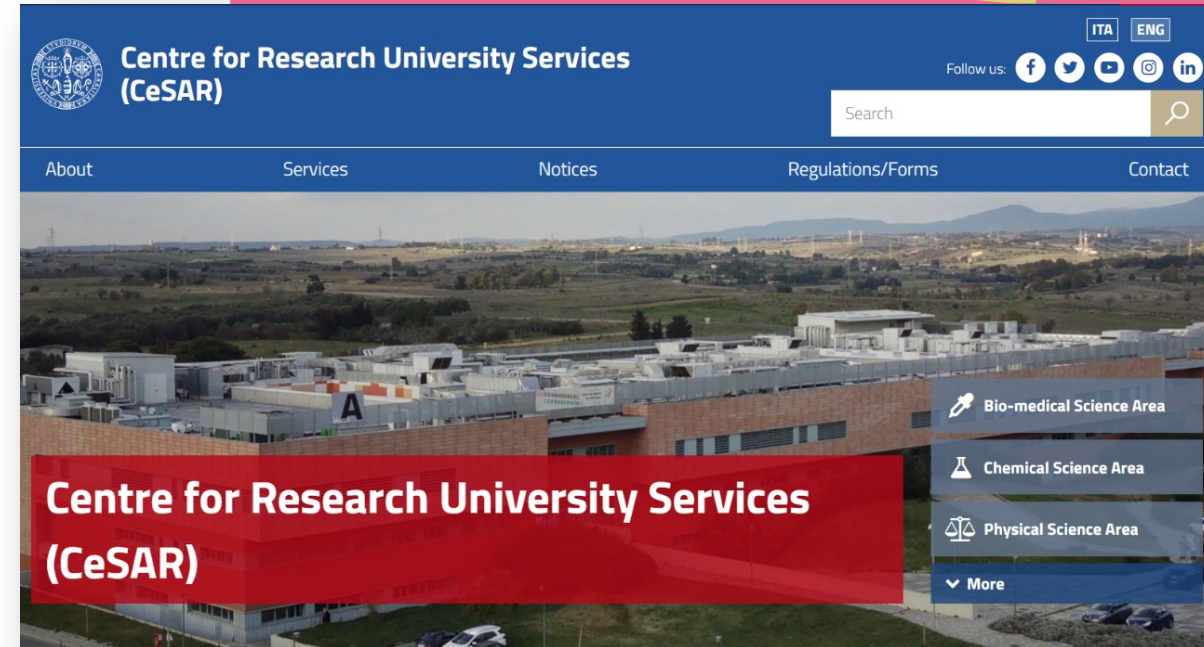 ITA ENG
Centre for Research University Services
(CeSAR)
Follow us:
Search
About Services Notices Regulations/Forms Contact
A
Bio-medical Science Area
Chemical Science Area
Physical Science Area
More
Centre for Research University Services
(CeSAR)